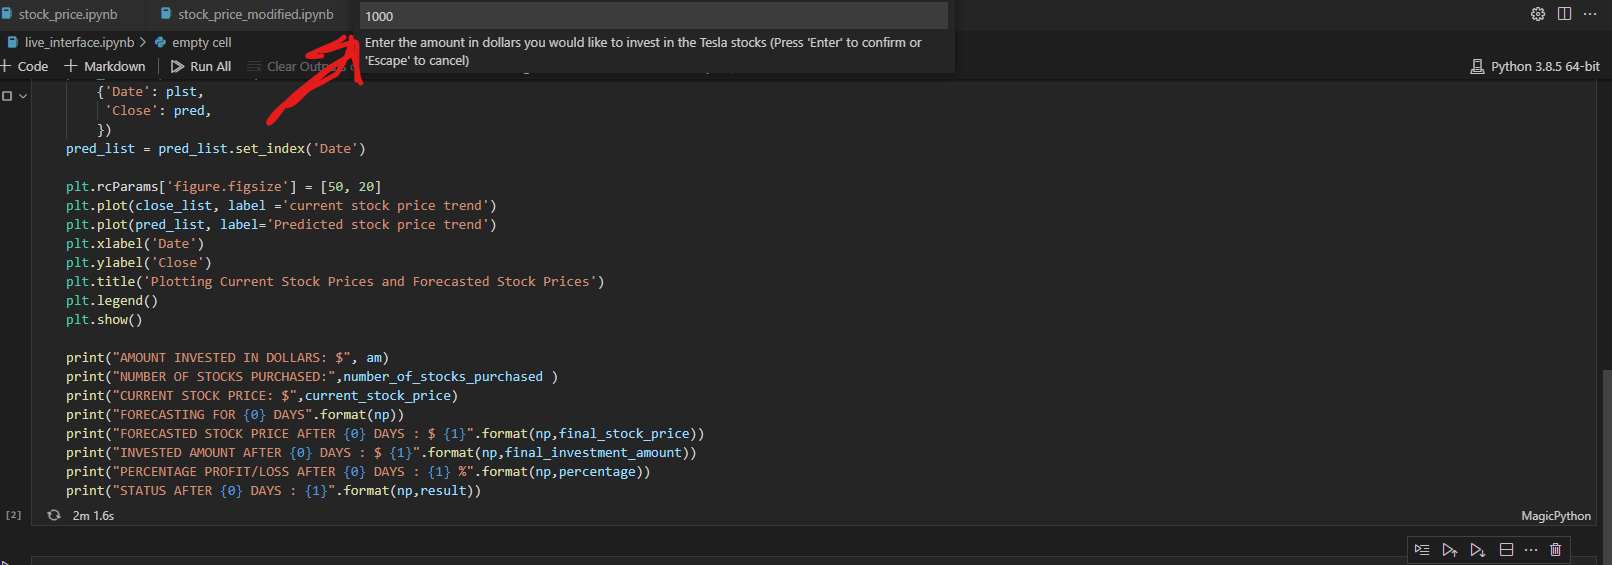 stock_price.ipynb stock_price_modified.ipynb
1000
Enter the amount in dollars you would like to invest in the Tesla stocks (Press 'Enter' to confirm or
'Escape' to cancel)
live_interface.ipynb > empty cell
+ Code + Markdown Run All Clear Outputs
Python 3.8.5 64-bit
{'Date': plst,
'Close': pred,
})
pred_list = pred_list.set_index('Date')
plt.rcParams['figure.figsize'] = [50, 20]
plt.plot(close_list, label ='current stock price trend')
plt.plot(pred_list, label='Predicted stock price trend')
plt.xlabel('Date')
plt.ylabel('Close')
plt.title('Plotting Current Stock Prices and Forecasted Stock Prices')
plt.legend()
plt.show()
print("AMOUNT INVESTED IN DOLLARS: $", am)
print("NUMBER OF STOCKS PURCHASED:",number_of_stocks_purchased )
print("CURRENT STOCK PRICE: $",current_stock_price)
print("FORECASTING FOR {0} DAYS".format(np))
print("FORECASTED STOCK PRICE AFTER {0} DAYS : $ {1}".format(np,final_stock_price))
print("INVESTED AMOUNT AFTER {0} DAYS : $ {1}".format(np,final_investment_amount))
print("PERCENTAGE PROFIT/LOSS AFTER {0} DAYS : {1} %".format(np,percentage))
print("STATUS AFTER {0} DAYS : {1}".format(np,result))
[2] 2m 1.6s MagicPython